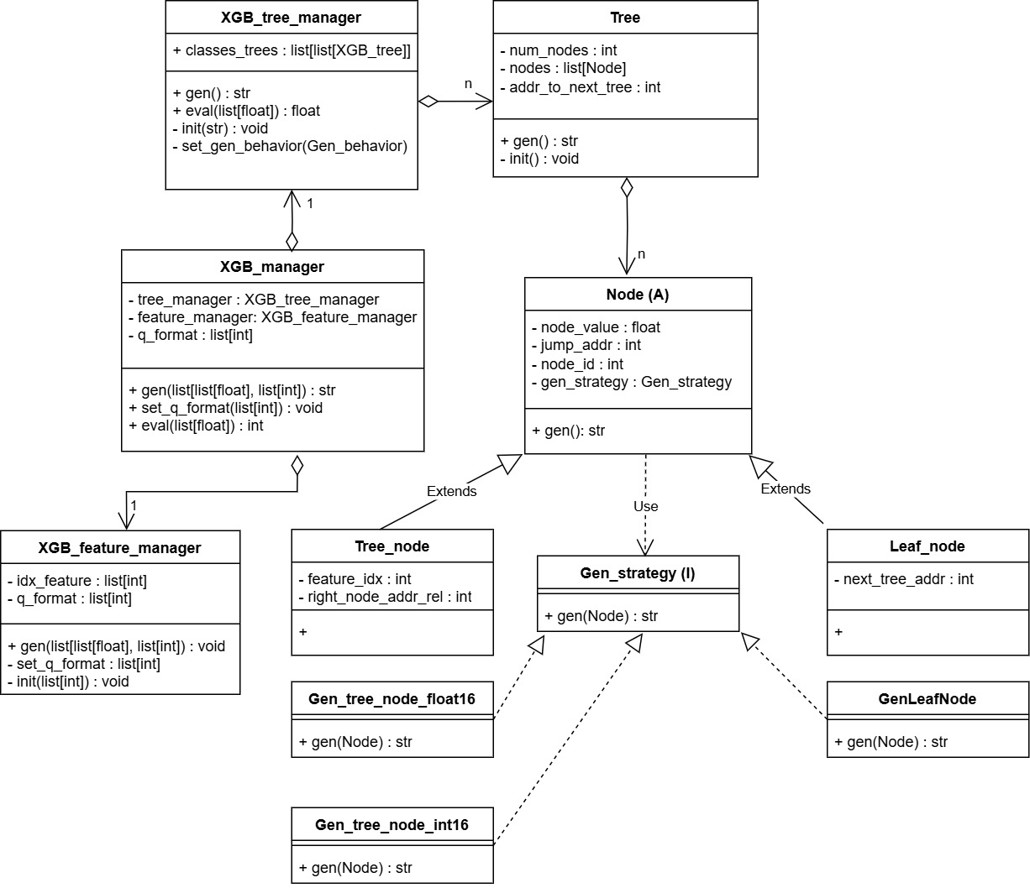 XGB_tree_manager
+ classes_trees : list[list[XGB_tree]]
+ gen() : str
+ eval(list[float]) : float
- init(str) : void
- set_gen_behavior(Gen_behavior)
n
Tree
- num_nodes : int
- nodes : list[Node]
- addr_to_next_tree : int
+ gen() : str
- init() : void
1
n
XGB_manager
- tree_manager : XGB_tree_manager
- feature_manager: XGB_feature_manager
- q_format : list[int]
+ gen(list[list[float], list[int]) : str
+ set_q_format(list[int]) : void
+ eval(list[float]) : int
Node (A)
- node_value : float
- jump_addr : int
- node_id : int
- gen_strategy : Gen_strategy
+ gen(): str
1
Extends
Use
Extends
XGB_feature_manager
- idx_feature : list[int]
- q_format : list[int]
+ gen(list[list[float], list[int]) : void
- set_q_format : list[int]
- init(list[int]) : void
Tree_node
- feature_idx : int
- right_node_addr_rel : int
+
Gen_strategy (I)
+ gen(Node) : str
Leaf_node
- next_tree_addr : int
+
Gen_tree_node_float16
+ gen(Node) : str
GenLeafNode
+ gen(Node) : str
Gen_tree_node_int16
+ gen(Node) : str